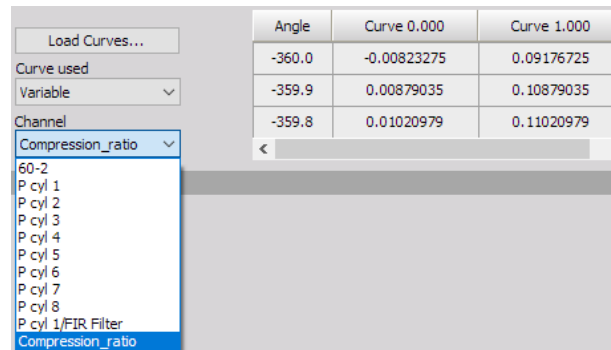 Load Curves...
Curve used
Variable
Channel
Compression_ratio
60-2
P cyl 1
P cyl 2
P cyl 3
P cyl 4
P cyl 5
P cyl 6
P cyl 7
P cyl 8
P cyl 1/FIR Filter
Compression_ratio
Angle Curve 0.000 Curve 1.000
-360.0 -0.00823275 0.09176725
-359.9 0.00879035 0.10879035
-359.8 0.01020979 0.11020979